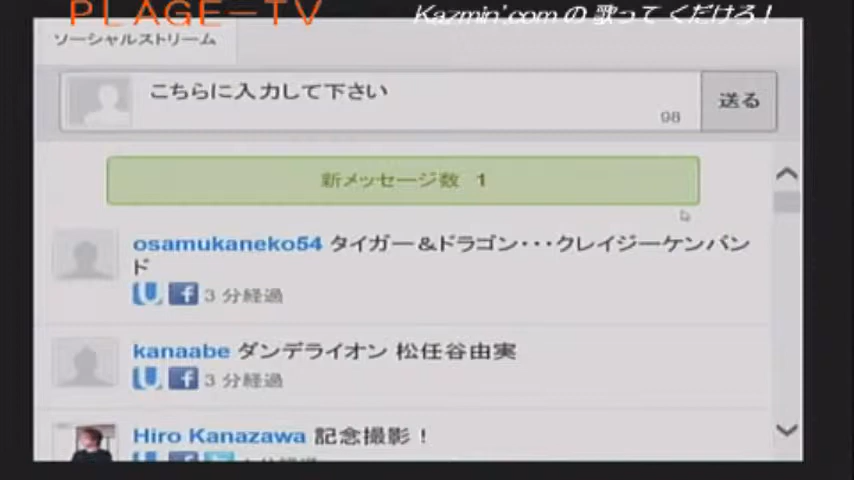 PLAGE-TV
Kazmin'.com の 歌って くだけろ！
ソーシャルストリーム
こちらに入力して下さい
98
送る
新メッセージ数 1
osamukaneko54 タイガー＆ドラゴン・・・クレイジーケンバン
ド
3 分経過
kanaabe ダンデライオン 松任谷由実
3 分経過
Hiro Kanazawa 記念撮影！